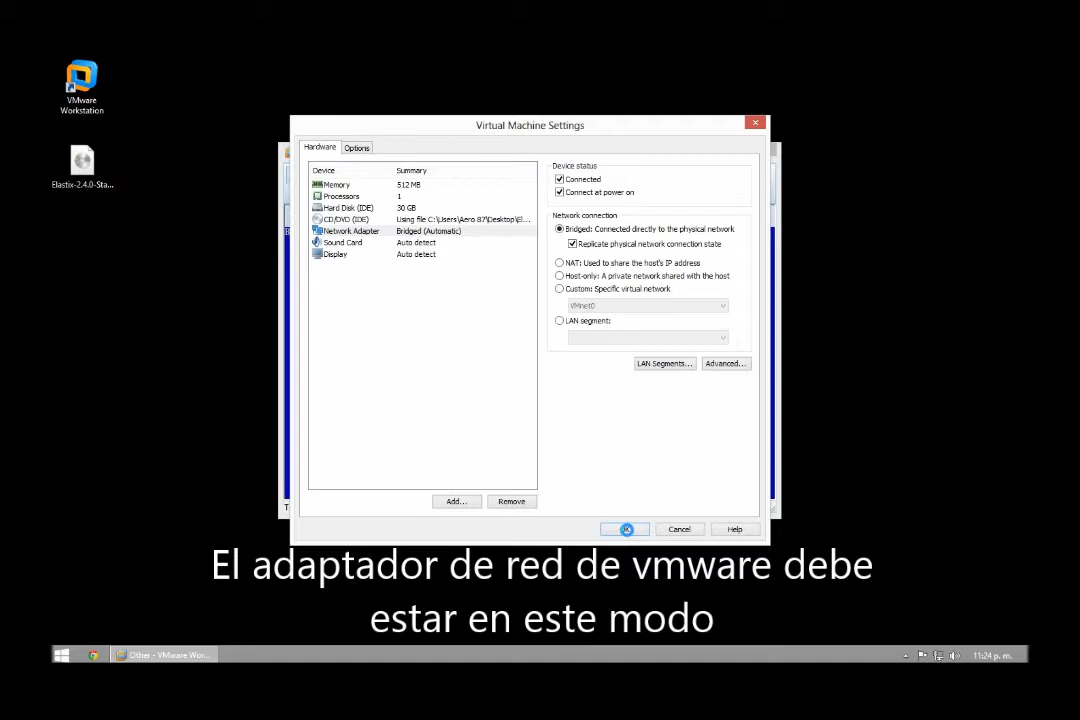 VMware
Workstation
Elastix-2.4.0-Sta...
Virtual Machine Settings
Hardware
Options
Device
Summary
Memory
512 MB
Processors
1
Hard Disk (IDE)
30 GB
CD/DVD (IDE)
Using file C:\Users\Aero 87\Desktop\El...
Network Adapter
Bridged (Automatic)
Sound Card
Auto detect
Display
Auto detect
Add...
Remove
Device status
Connected
Connect at power on
Network connection
Bridged: Connected directly to the physical network
Replicate physical network connection state
NAT: Used to share the host's IP address
Host-only: A private network shared with the host
Custom: Specific virtual network
VMnet0
LAN segment:
LAN Segments...
Advanced...
Cancel
Help
El adaptador de red de vmware debe
estar en este modo
Other - VMware Wor...
11:24 p. m.